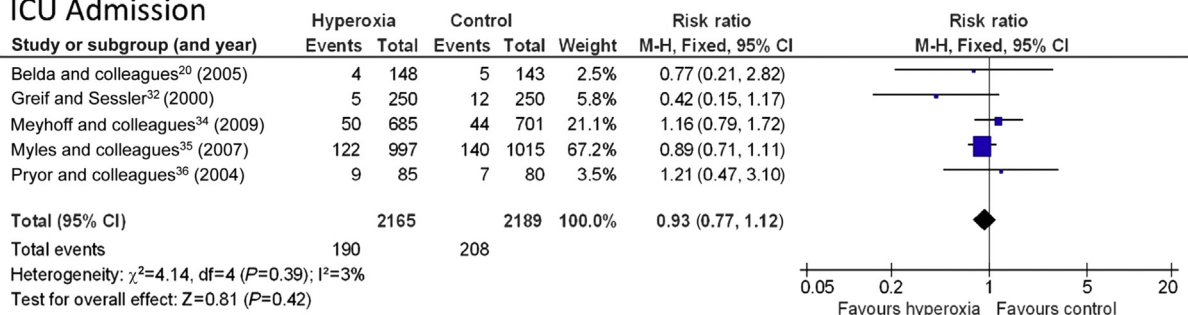 ICU Admission
Hyperoxia Control Risk ratio Risk ratio
Study or subgroup (and year) Events Total Events Total Weight M-H, Fixed, 95% CI M-H, Fixed, 95% CI
Belda and colleagues²⁰ (2005) 4 148 5 143 2.5% 0.77 (0.21, 2.82)
Greif and Sessler³² (2000) 5 250 12 250 5.8% 0.42 (0.15, 1.17)
Meyhoff and colleagues³⁴ (2009) 50 685 44 701 21.1% 1.16 (0.79, 1.72)
Myles and colleagues³⁵ (2007) 122 997 140 1015 67.2% 0.89 (0.71, 1.11)
Pryor and colleagues³⁶ (2004) 9 85 7 80 3.5% 1.21 (0.47, 3.10)
Total (95% CI) 2165 2189 100.0% 0.93 (0.77, 1.12)
Total events 190 208
Heterogeneity: χ²=4.14, df=4 (P=0.39); I²=3%
Test for overall effect: Z=0.81 (P=0.42)
0.05 0.2 1 5 20
Favours hyperoxia Favours control